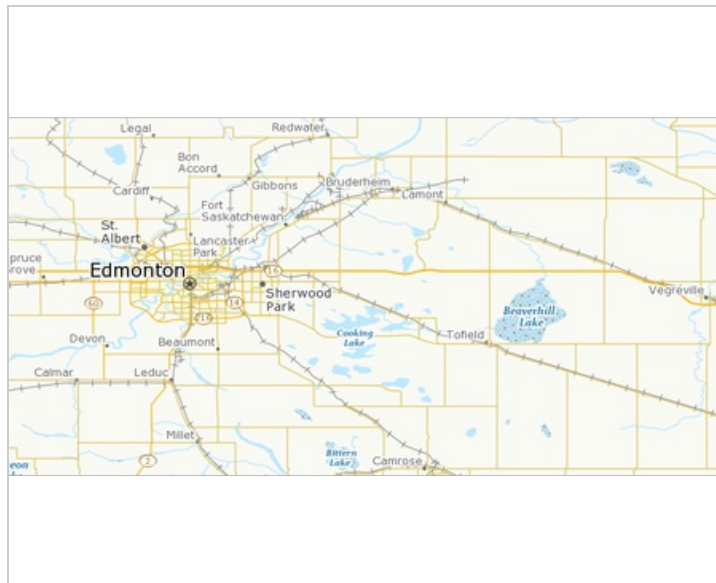 Legal
Redwater
Bon
Accord
Cardiff
Gibbons
Bruderheim
Lamont
Fort
Saskatchewan
St.
Albert
Lancaster
Park
pruce
rove
Edmonton
16
Sherwood
Park
Vegreville
60
14
216
Beaverhill
Lake
Cooking
Lake
Tofield
Devon
Beaumont
Calmar
Leduc
Millet
2
Bittern
Lake
Camrose
eon